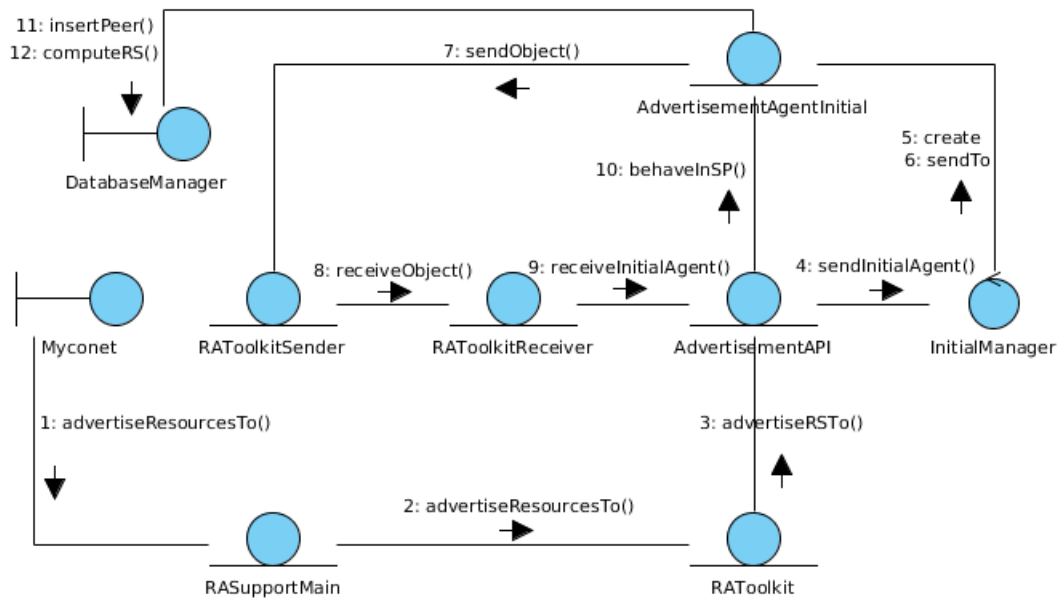 11: insertPeer()
12: computeRS()
7: sendObject()
AdvertisementAgentInitial
5: create
6: sendTo
10: behaveInSP()
DatabaseManager
8: receiveObject()
9: receiveInitialAgent()
4: sendInitialAgent()
Myconet
RAToolkitSender
RAToolkitReceiver
AdvertisementAPI
InitialManager
1: advertiseResourcesTo()
3: advertiseRSTo()
2: advertiseResourcesTo()
RASupportMain
RAToolkit